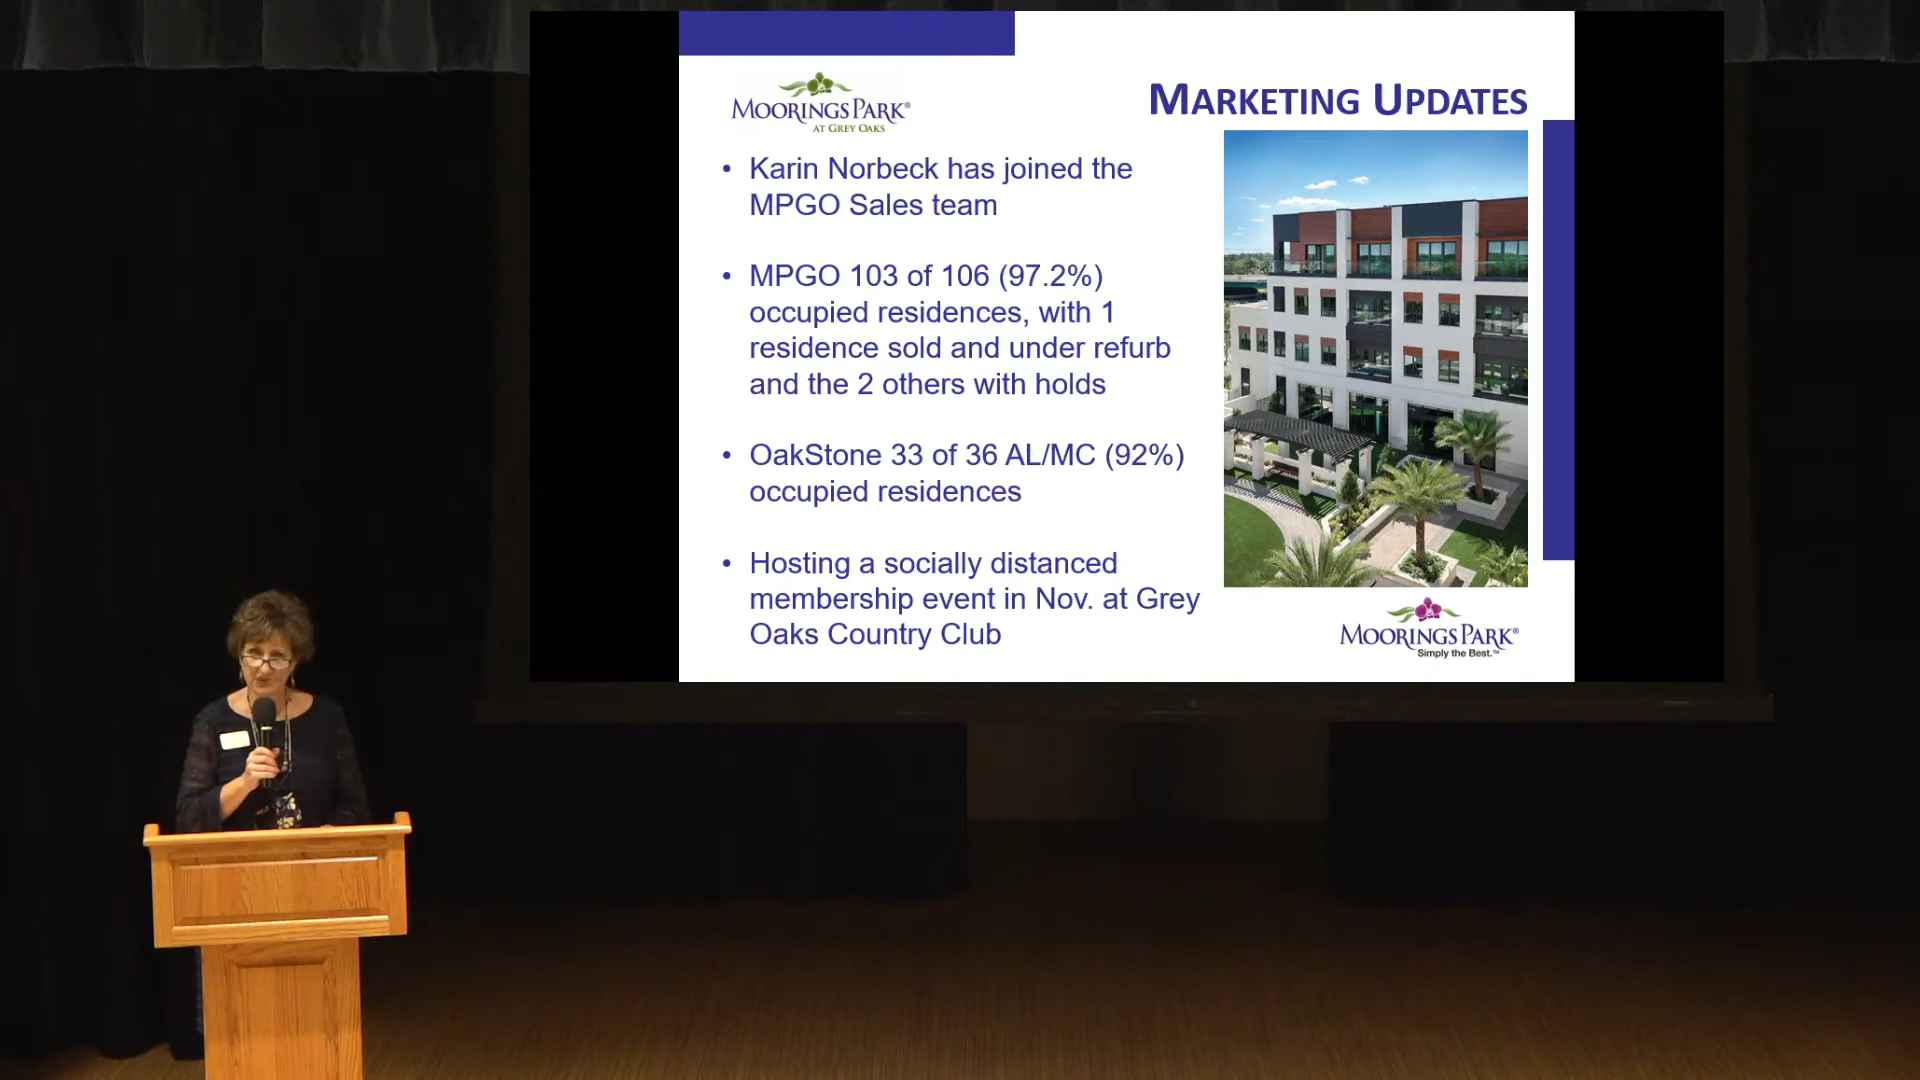 MOORINGS PARK®
AT GREY OAKS
MARKETING UPDATES
• Karin Norbeck has joined the
MPGO Sales team
• MPGO 103 of 106 (97.2%)
occupied residences, with 1
residence sold and under refurb
and the 2 others with holds
• OakStone 33 of 36 AL/MC (92%)
occupied residences
• Hosting a socially distanced
membership event in Nov. at Grey
Oaks Country Club
MOORINGS PARK®
Simply the Best.™